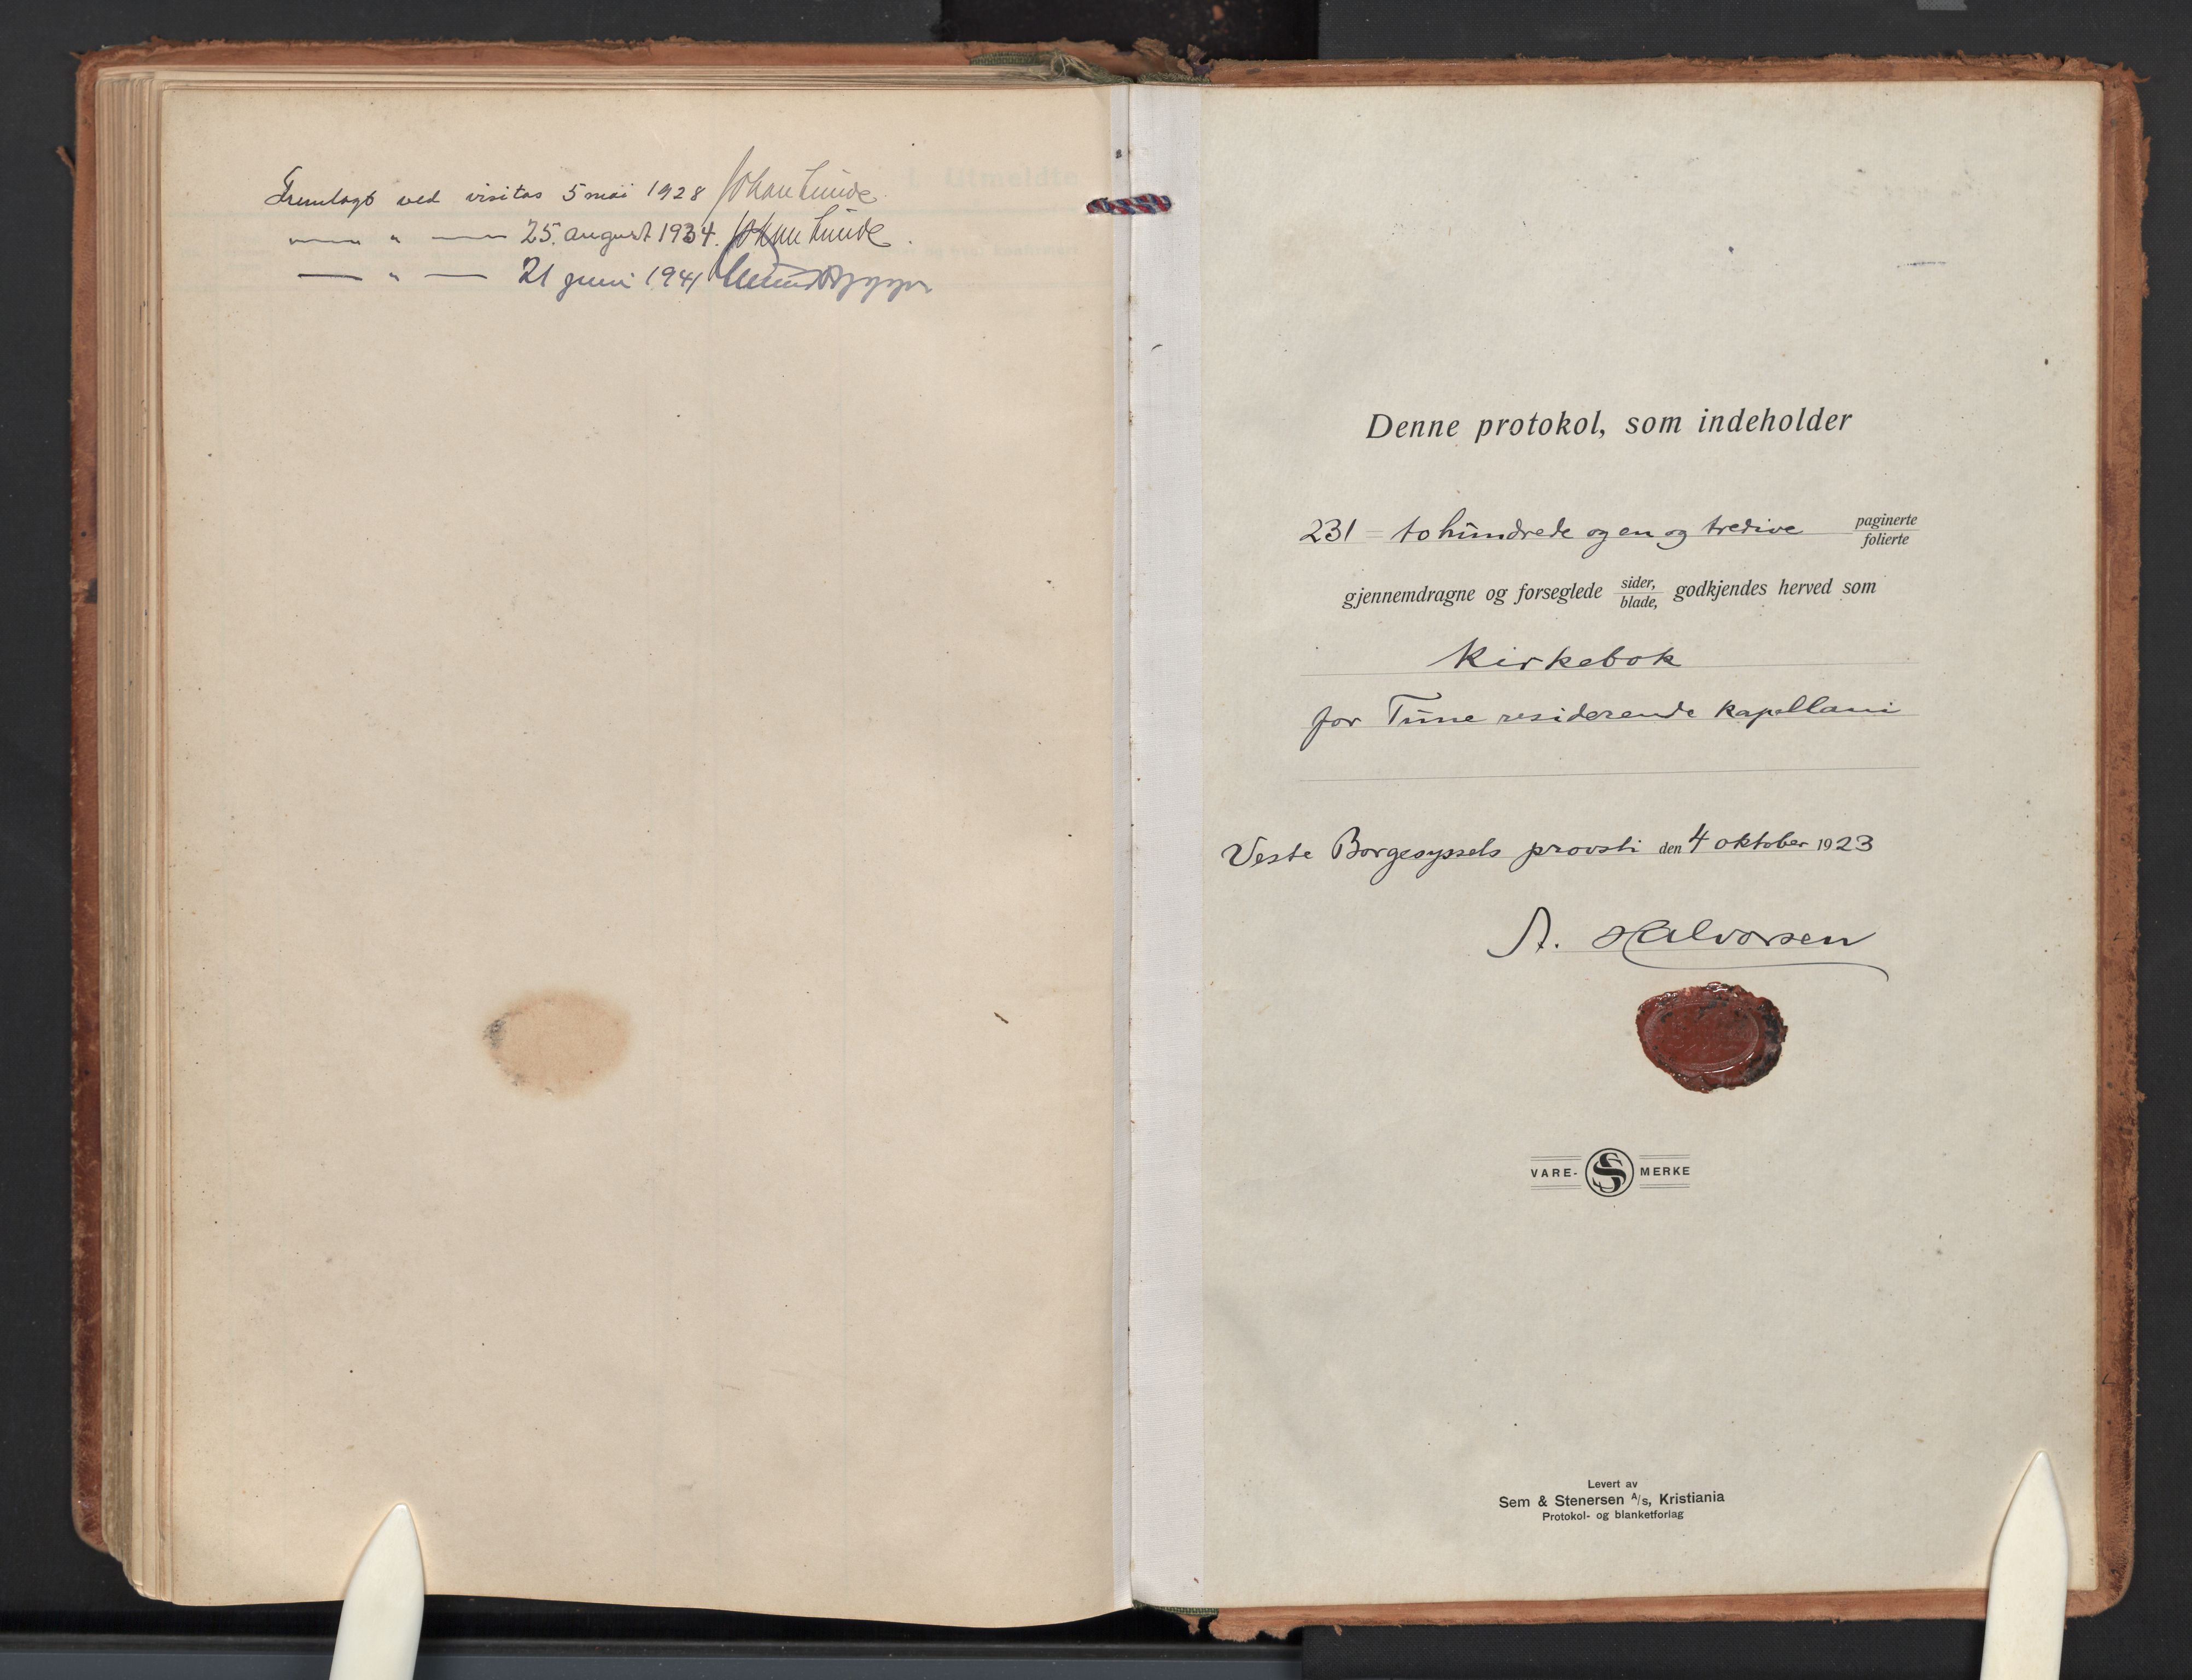 Fremlagt ved visitas 5 mai 1928 Johan Lunde
— " — 25. august 1934. Johan Lunde.
— " — 21 juni 1941
Denne protokol, som indeholder
231 = to hundrede og en og tredive paginerte
folierte
gjennemdragne og forseglede sider, godkjendes herved som
blade,
Kirkebok
for Tune residerende kapellani
Vestre Borgesyssels provsti den 4 oktober 1923
A. Halvorsen
VARE- S MERKE
Levert av
Sem & Stenersen A/s, Kristiania
Protokol- og blanketforlag